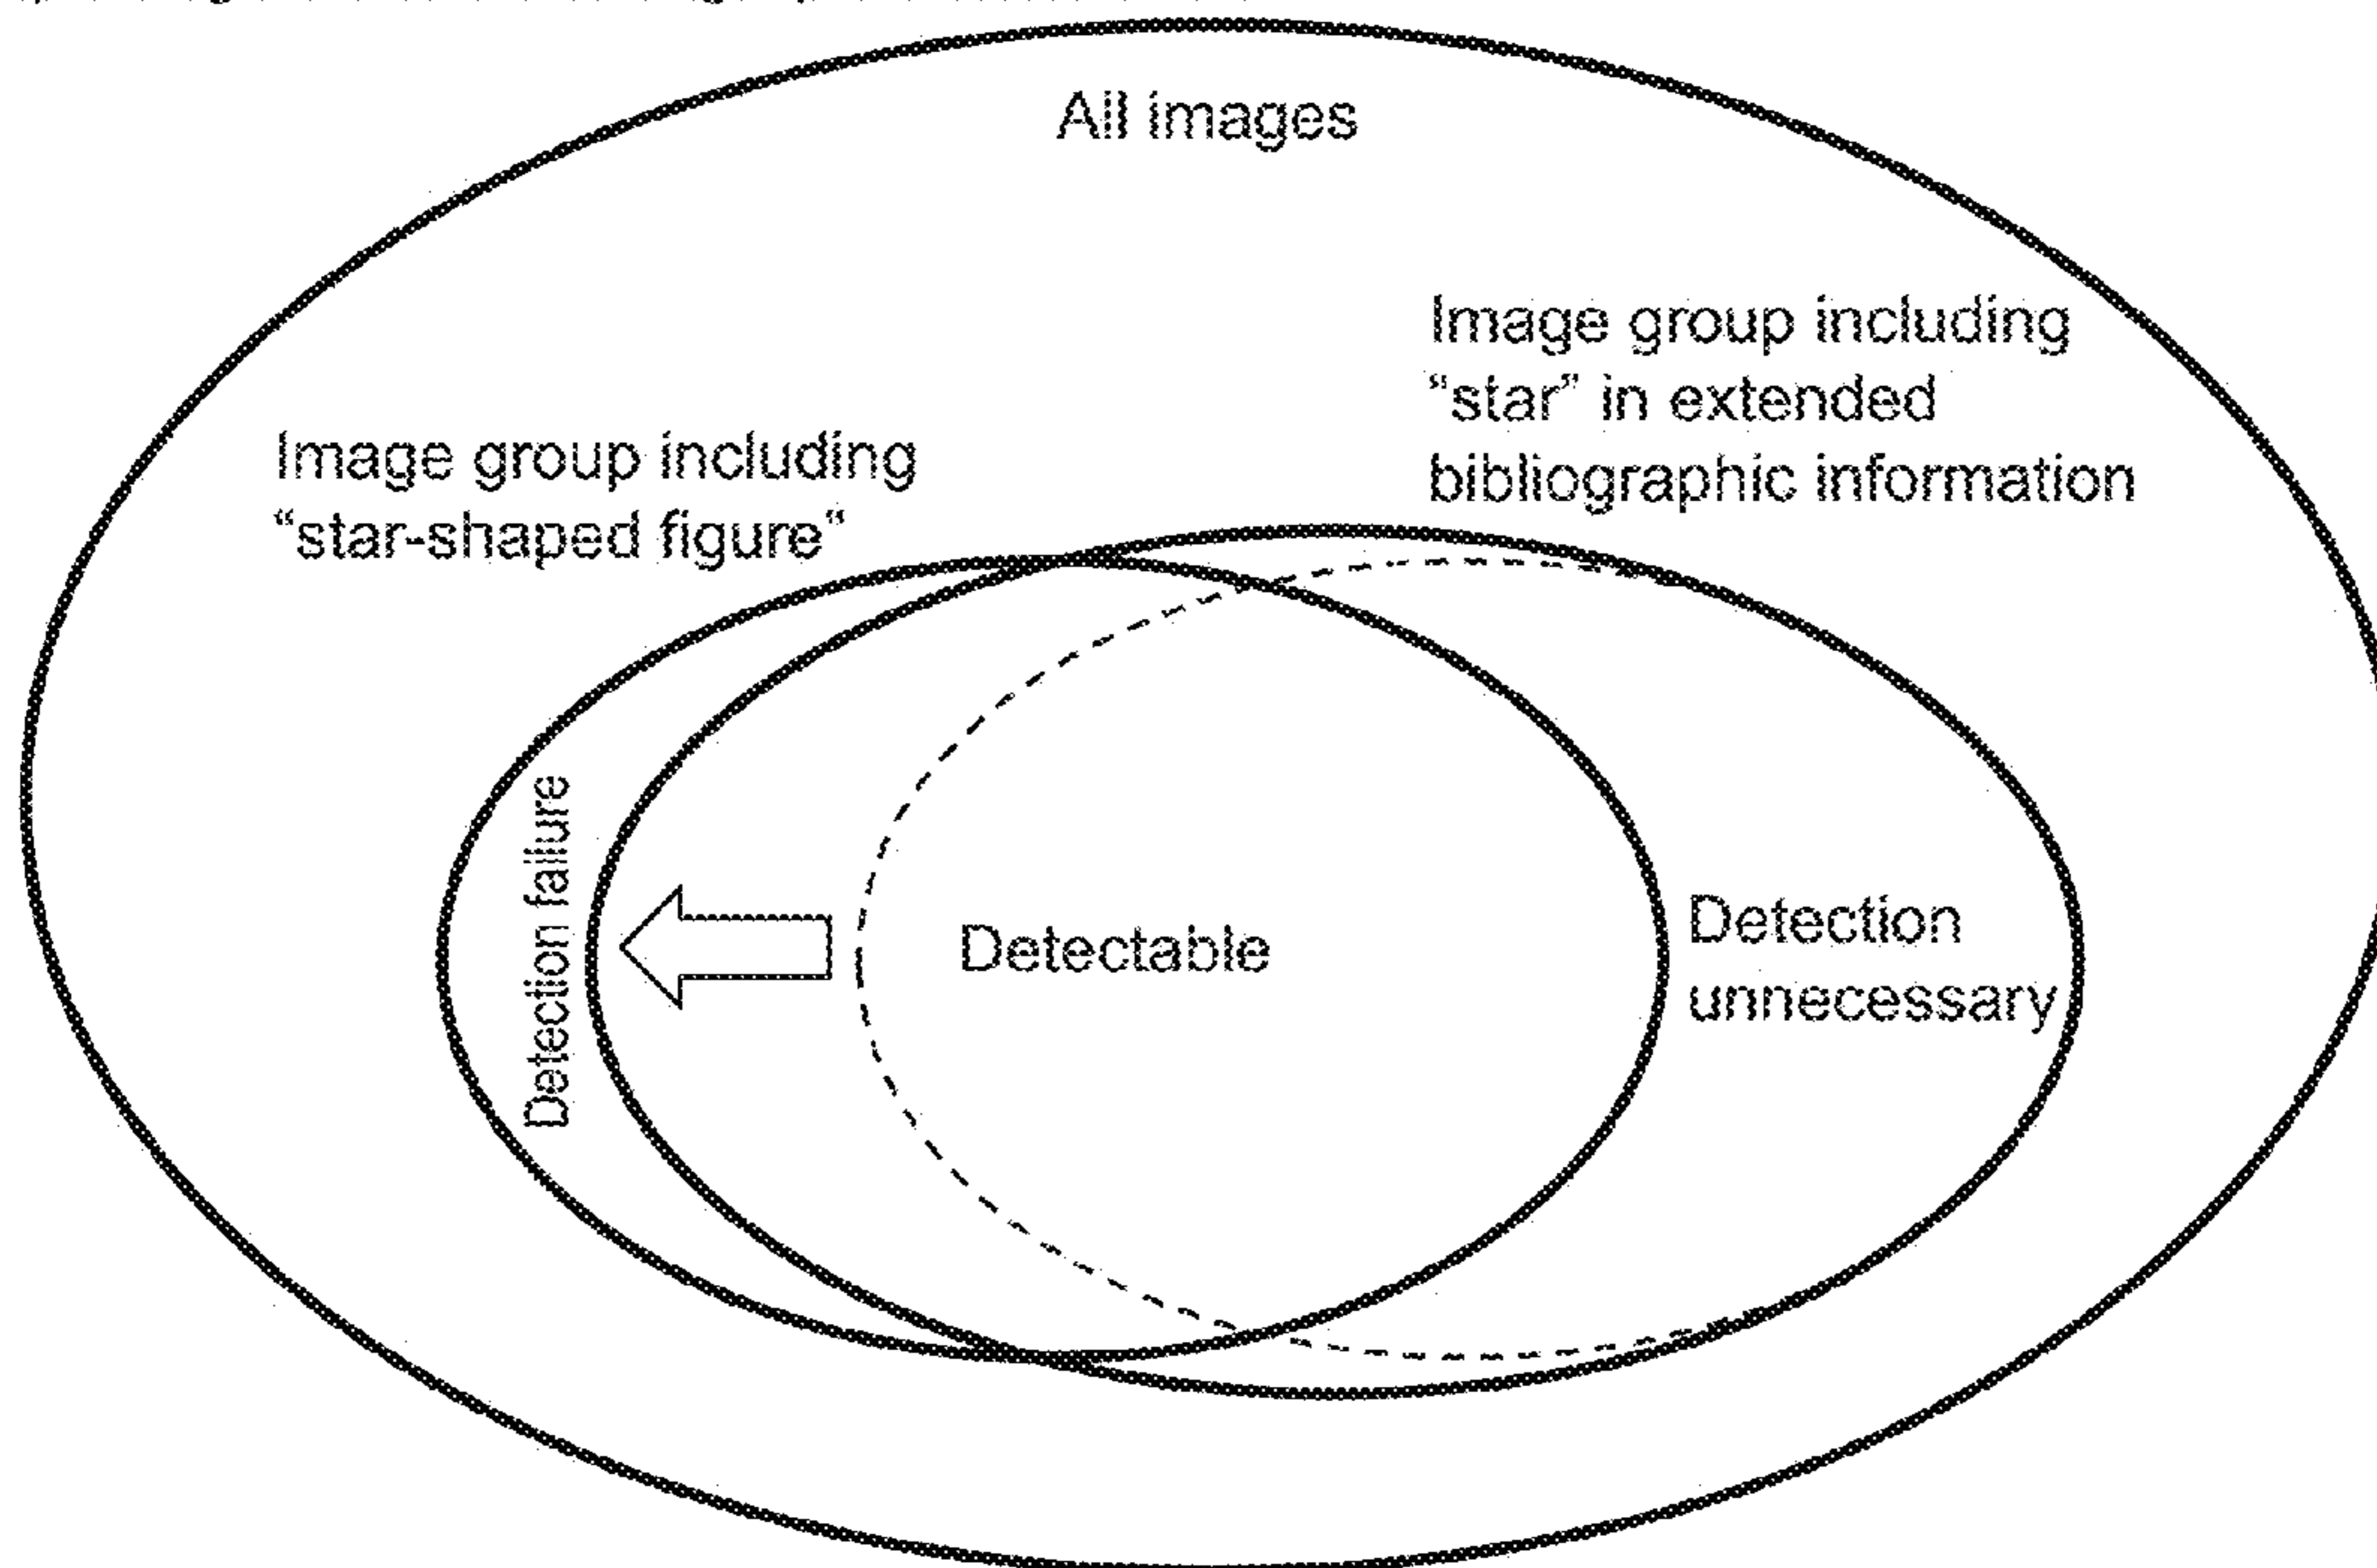 All images
Image group including
“star” in extended
bibliographic information
Image group including
“star-shaped figure”
Detection failure
Detectable
Detection
unnecessary